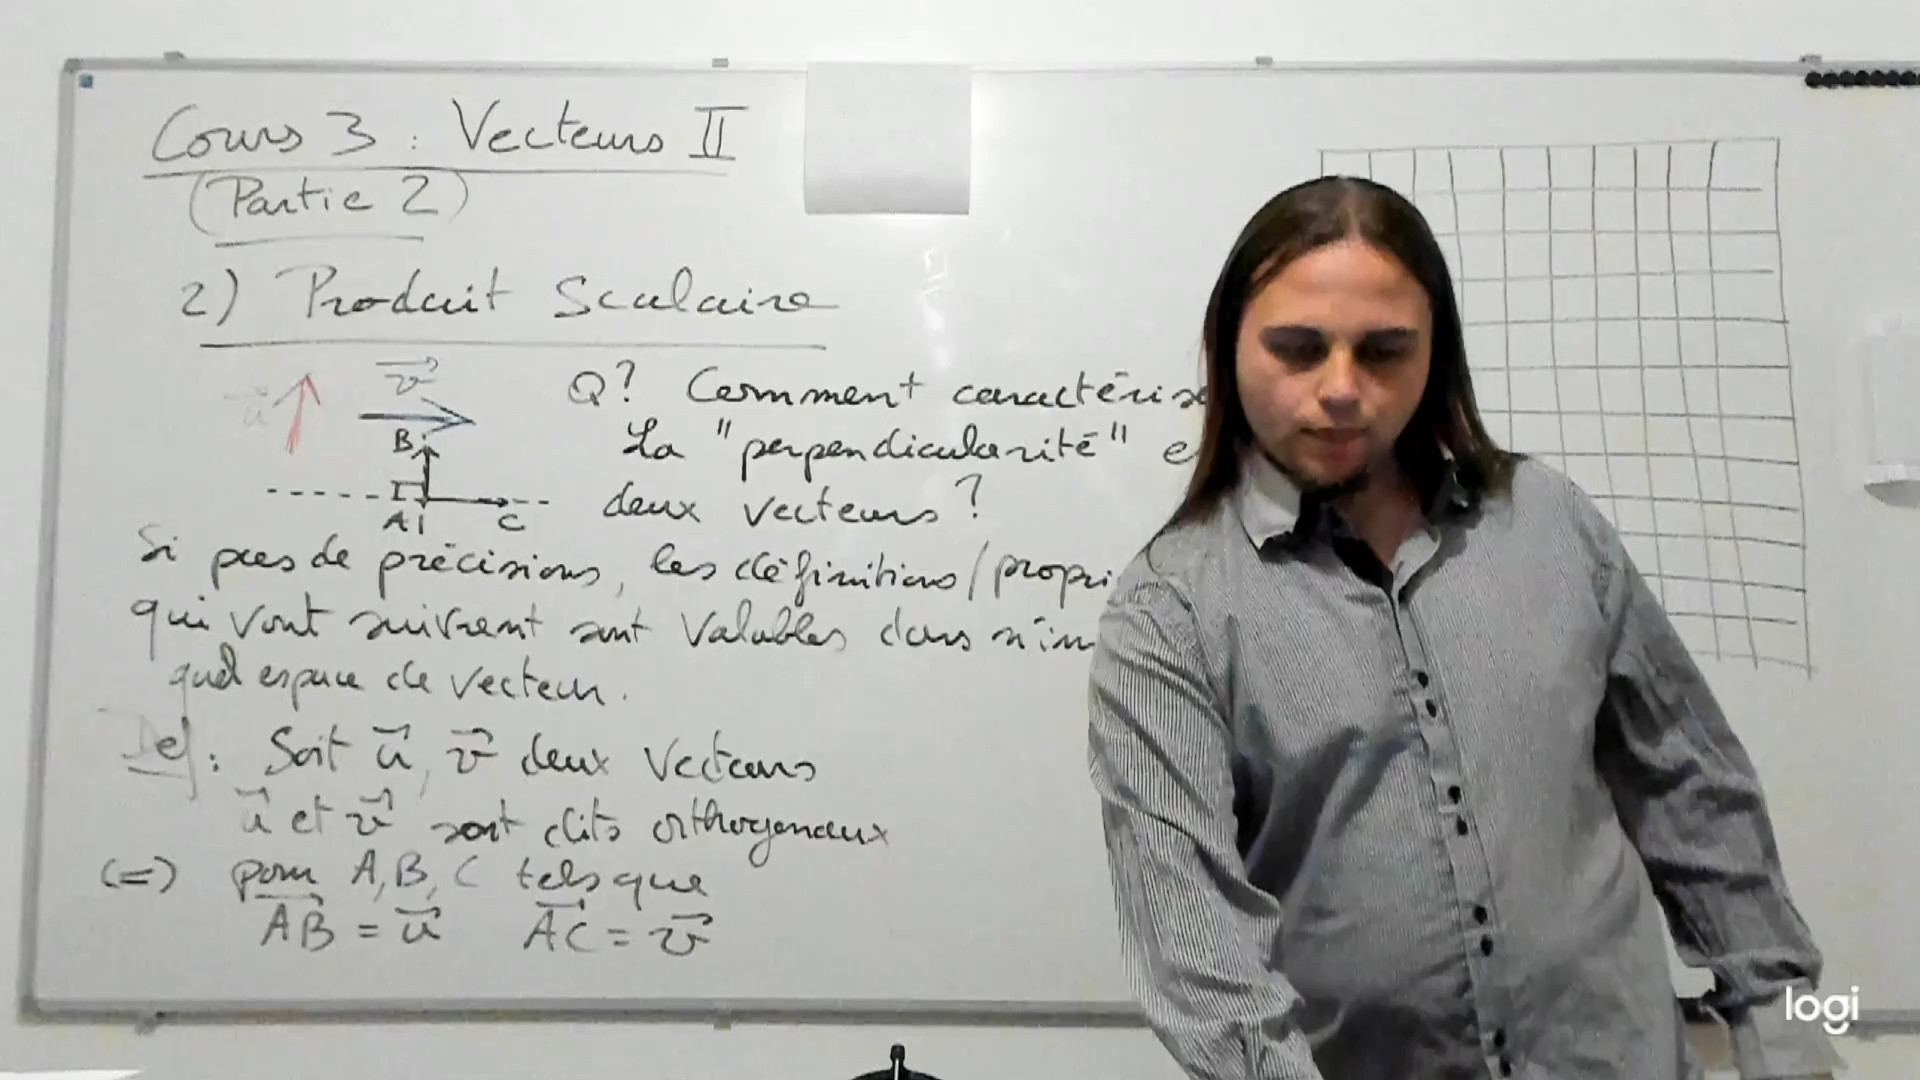 Cours 3 : Vecteurs II
(Partie 2)
2) Produit Scalaire
u⃗ v⃗
B
A C
Q? Comment caractéris
La "perpendicularité" e
deux vecteurs ?
Si pas de précisions, les définitions/propri
qui vont suivrent sont valables dans n'im
quel espace de vecteur.
Def : Soit u⃗, v⃗ deux vecteurs
u⃗ et v⃗ sont dits orthogonaux
(=) pour A, B, C tels que
AB⃗ = u⃗ AC⃗ = v⃗
logi